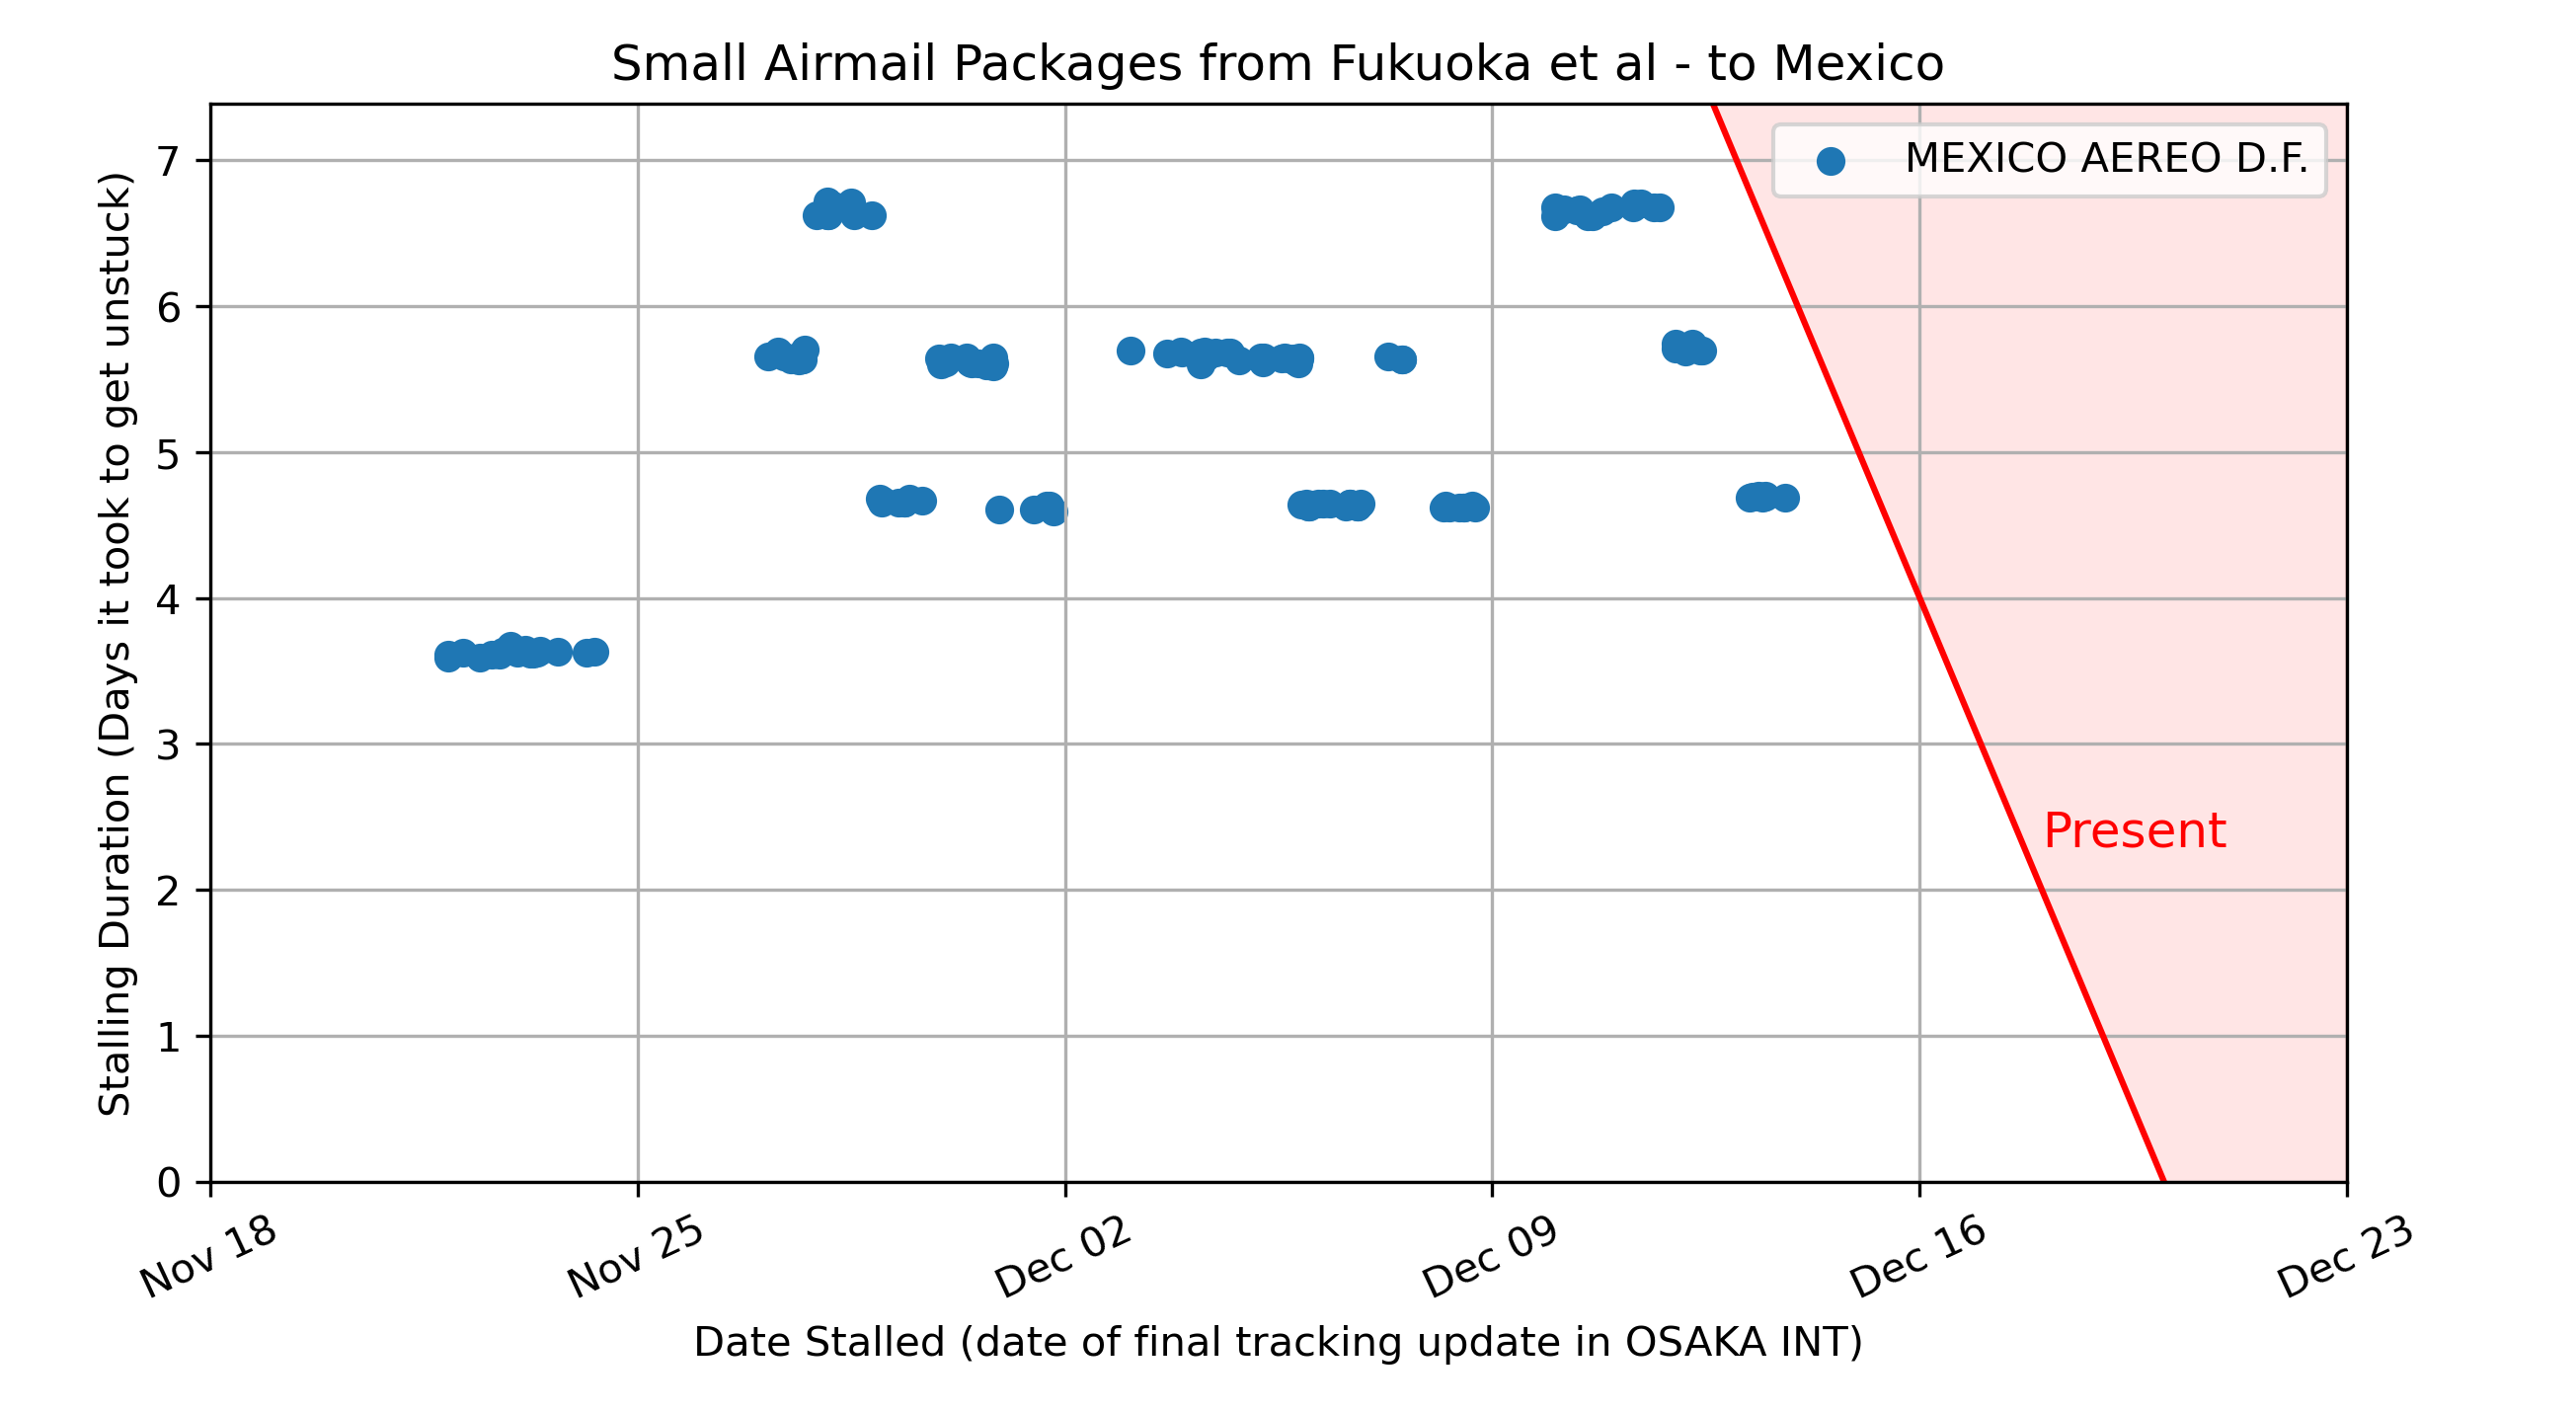 Small Airmail Packages from Fukuoka et al - to Mexico
MEXICO AEREO D.F.
Stalling Duration (Days it took to get unstuck)
7
6
5
4
3
2
1
0
Present
Nov 18
Nov 25
Dec 02
Dec 09
Dec 16
Dec 23
Date Stalled (date of final tracking update in OSAKA INT)